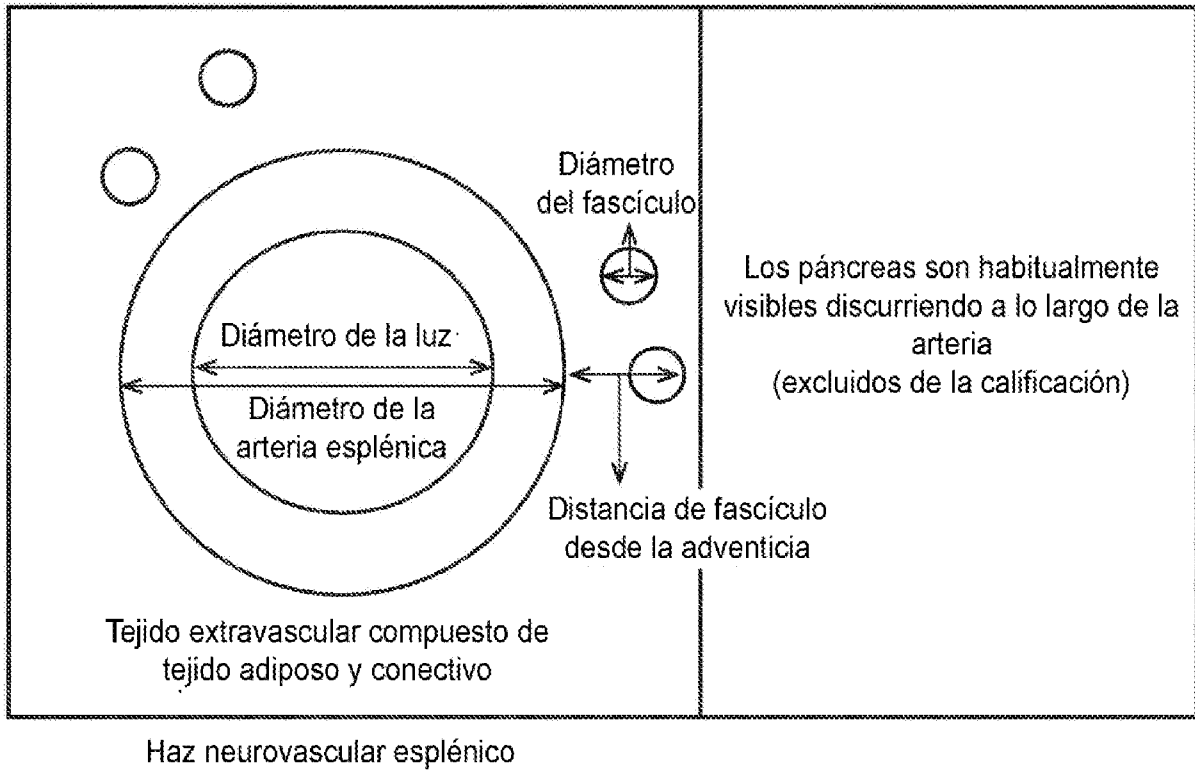 Diámetro
del fascículo
Los páncreas son habitualmente
visibles discurriendo a lo largo de la
arteria
(excluidos de la calificación)
Diámetro de la luz
Diámetro de la
arteria esplénica
Distancia de fascículo
desde la adventicia
Tejido extravascular compuesto de
tejido adiposo y conectivo
Haz neurovascular esplénico